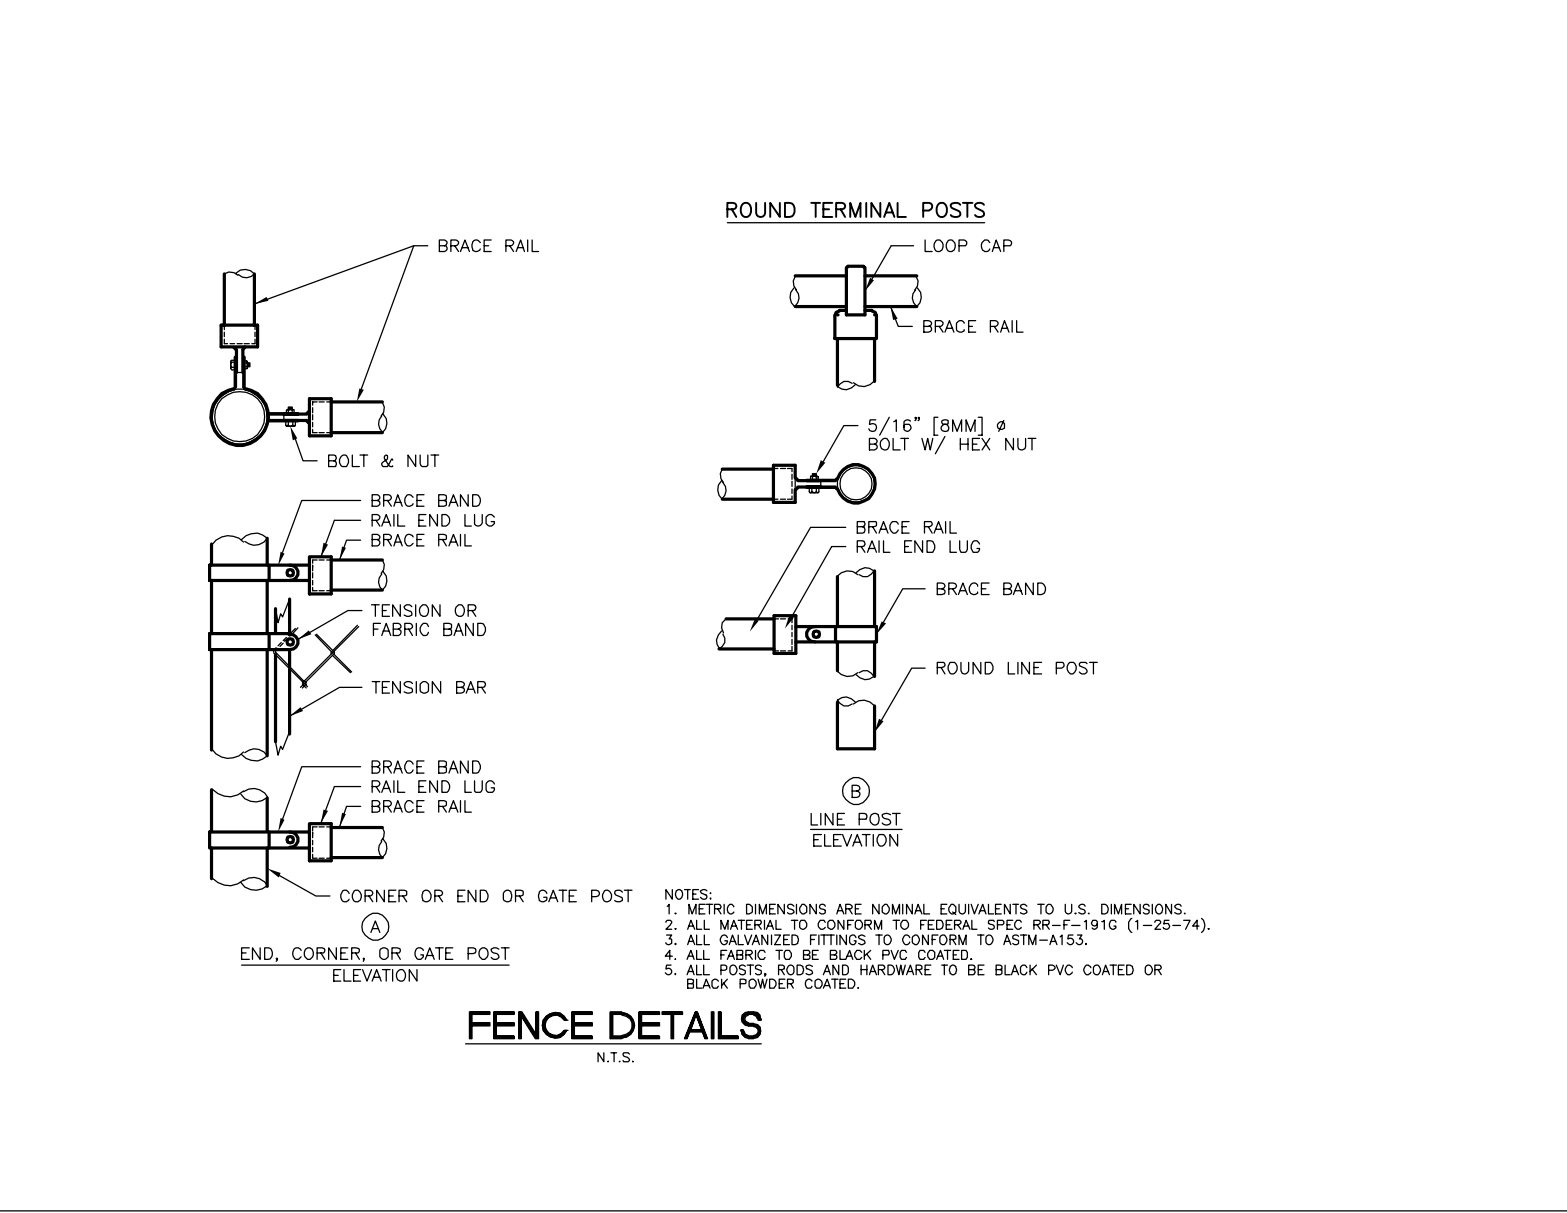 BRACE RAIL
BOLT & NUT
BRACE BAND
RAIL END LUG
BRACE RAIL
TENSION OR
FABRIC BAND
TENSION BAR
BRACE BAND
RAIL END LUG
BRACE RAIL
CORNER OR END OR GATE POST
A
END, CORNER, OR GATE POST
ELEVATION
ROUND TERMINAL POSTS
LOOP CAP
BRACE RAIL
5/16" [8MM] ø
BOLT W/ HEX NUT
BRACE RAIL
RAIL END LUG
BRACE BAND
ROUND LINE POST
B
LINE POST
ELEVATION
NOTES:
1. METRIC DIMENSIONS ARE NOMINAL EQUIVALENTS TO U.S. DIMENSIONS.
2. ALL MATERIAL TO CONFORM TO FEDERAL SPEC RR-F-191G (1-25-74).
3. ALL GALVANIZED FITTINGS TO CONFORM TO ASTM-A153.
4. ALL FABRIC TO BE BLACK PVC COATED.
5. ALL POSTS, RODS AND HARDWARE TO BE BLACK PVC COATED OR
BLACK POWDER COATED.
FENCE DETAILS
N.T.S.